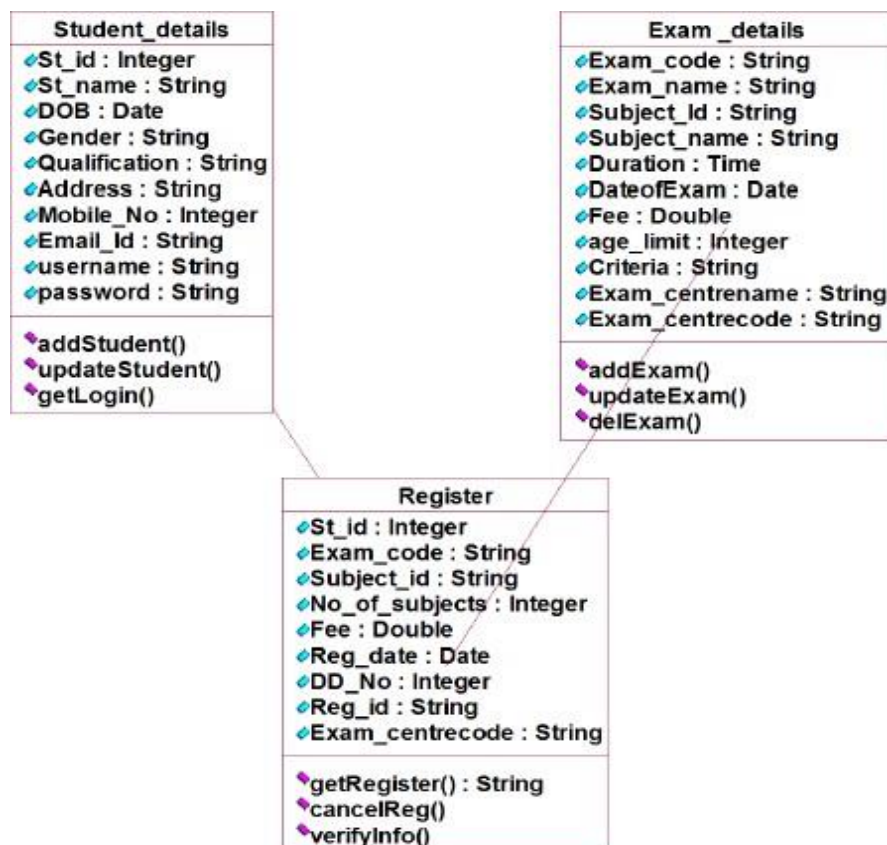 Student_details
St_id : Integer
St_name : String
DOB : Date
Gender : String
Qualification : String
Address : String
Mobile_No : Integer
Email_Id : String
username : String
password : String
addStudent()
updateStudent()
getLogin()
Exam _details
Exam_code : String
Exam_name : String
Subject_Id : String
Subject_name : String
Duration : Time
DateofExam : Date
Fee : Double
age_limit : Integer
Criteria : String
Exam_centrename : String
Exam_centrecode : String
addExam()
updateExam()
delExam()
Register
St_id : Integer
Exam_code : String
Subject_id : String
No_of_subjects : Integer
Fee : Double
Reg_date : Date
DD_No : Integer
Reg_id : String
Exam_centrecode : String
getRegister() : String
cancelReg()
verifyInfo()